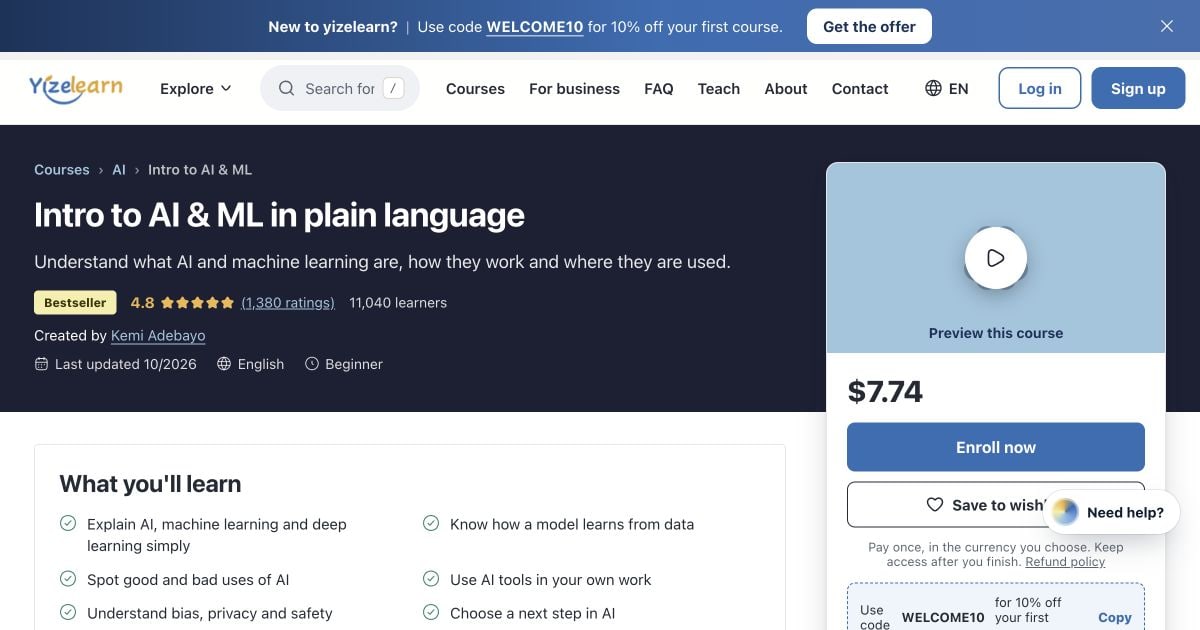 New to yizelearn? | Use code WELCOME10 for 10% off your first course. Get the offer
Yizelearn
Explore
Search for /
Courses For business FAQ Teach About Contact
EN
Log in Sign up
Courses › AI › Intro to AI & ML
Intro to AI & ML in plain language
Understand what AI and machine learning are, how they work and where they are used.
Bestseller 4.8 (1,380 ratings) 11,040 learners
Created by Kemi Adebayo
Last updated 10/2026 English Beginner
Preview this course
$7.74
Enroll now
Save to wishl
Need help?
Pay once, in the currency you choose. Keep
access after you finish. Refund policy
Use
code
WELCOME10
for 10% off
your first
Copy
What you'll learn
Explain AI, machine learning and deep
learning simply
Know how a model learns from data
Spot good and bad uses of AI
Use AI tools in your own work
Understand bias, privacy and safety
Choose a next step in AI